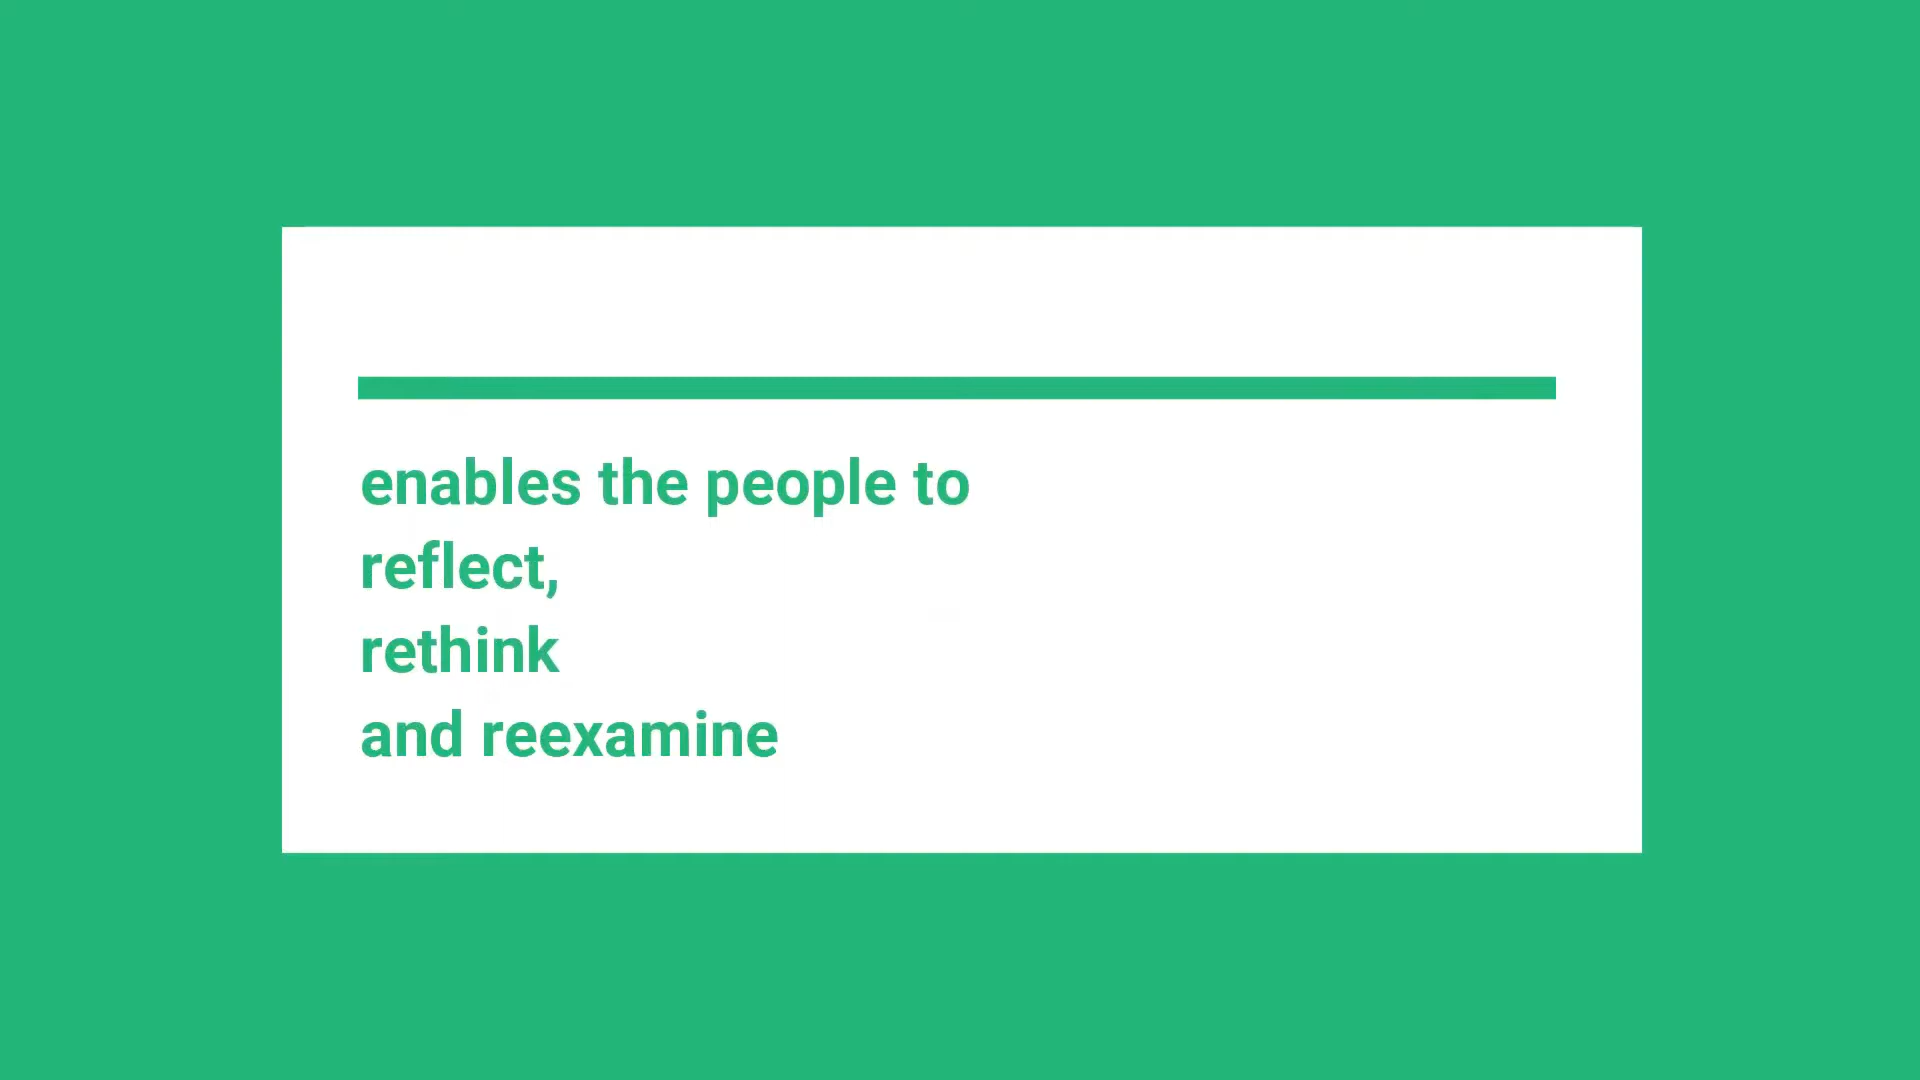 enables the people to
reflect,
rethink
and reexamine